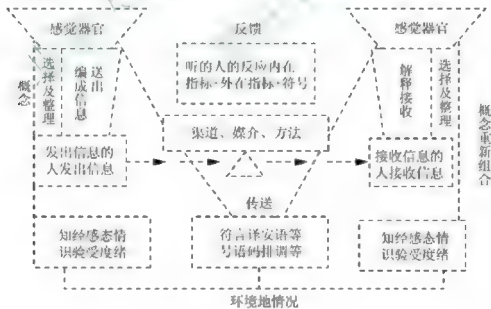 感觉器官
反馈
感觉器官
概念
选择及整理
编成信息
送出
听的人的反应内在
指标·外在指标·符号
解释接收
选择及整理
概念重新组合
渠道、媒介、方法
发出信息的
人发出信息
接收信息的
人接收信息
传送
知经感态情
识验受度绪
符言译安语等
号语码排调等
知经感态情
识验受度绪
环境地情况